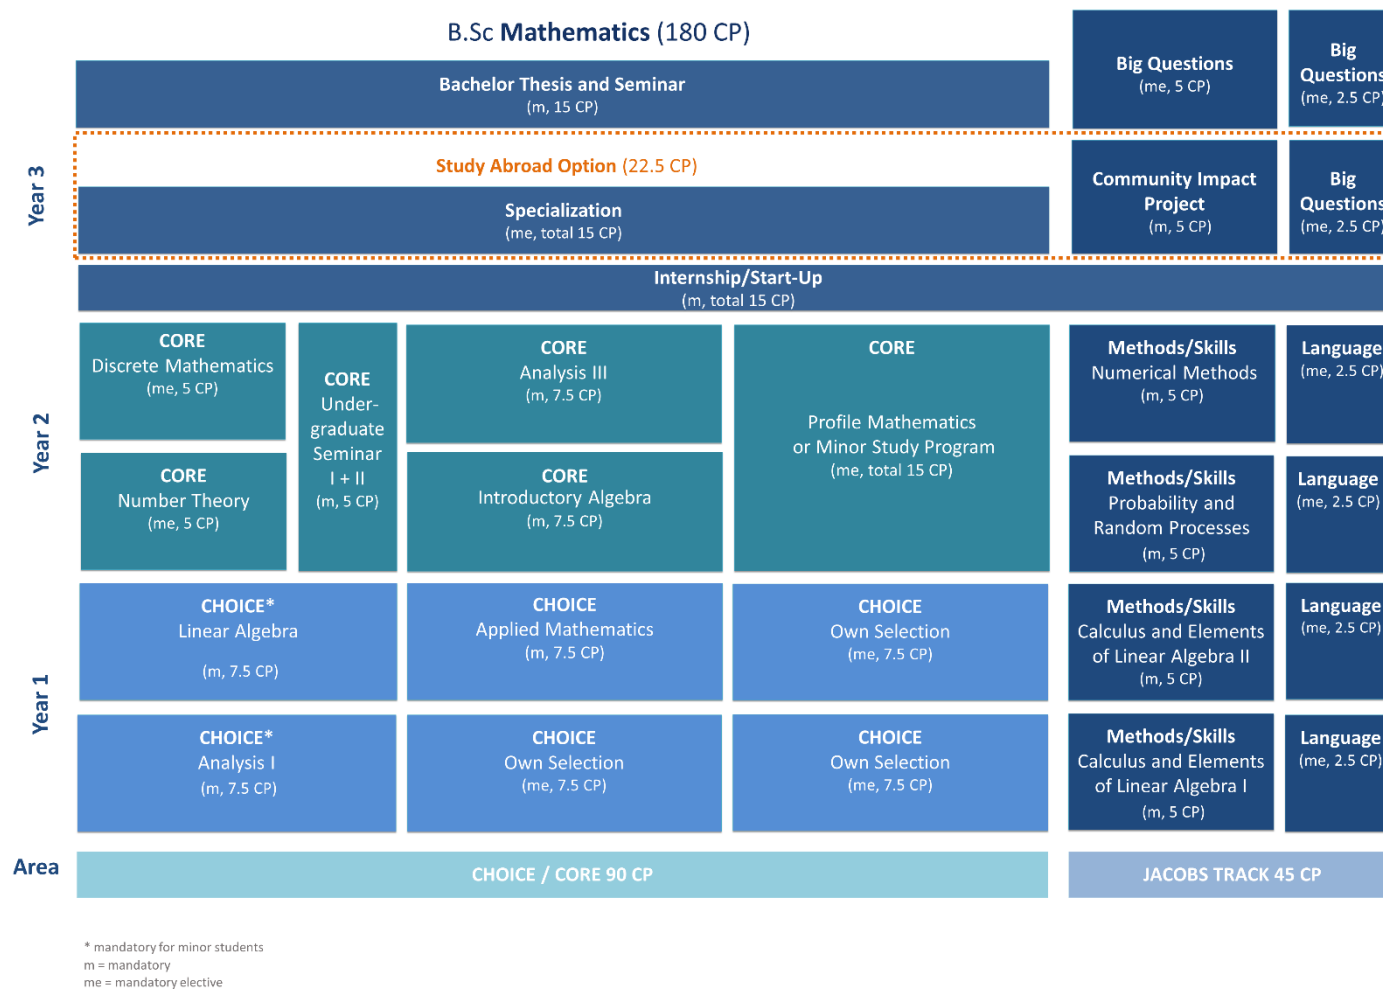 B.Sc Mathematics (180 CP)
Big Questions
(me, 5 CP)
Big
Questions
(me, 2.5 CP)
Bachelor Thesis and Seminar
(m, 15 CP)
Year 3
Study Abroad Option (22.5 CP)
Specialization
(me, total 15 CP)
Community Impact
Project
(m, 5 CP)
Big
Questions
(me, 2.5 CP)
Internship/Start-Up
(m, total 15 CP)
Year 2
CORE
Discrete Mathematics
(me, 5 CP)
CORE
Number Theory
(me, 5 CP)
CORE
Under-
graduate
Seminar
I + II
(m, 5 CP)
CORE
Analysis III
(m, 7.5 CP)
CORE
Introductory Algebra
(m, 7.5 CP)
CORE
Profile Mathematics
or Minor Study Program
(me, total 15 CP)
Methods/Skills
Numerical Methods
(m, 5 CP)
Language
(me, 2.5 CP)
Methods/Skills
Probability and
Random Processes
(m, 5 CP)
Language
(me, 2.5 CP)
Year 1
CHOICE*
Linear Algebra
(m, 7.5 CP)
CHOICE
Applied Mathematics
(m, 7.5 CP)
CHOICE
Own Selection
(me, 7.5 CP)
Methods/Skills
Calculus and Elements
of Linear Algebra II
(m, 5 CP)
Language
(me, 2.5 CP)
CHOICE*
Analysis I
(m, 7.5 CP)
CHOICE
Own Selection
(me, 7.5 CP)
CHOICE
Own Selection
(me, 7.5 CP)
Methods/Skills
Calculus and Elements
of Linear Algebra I
(m, 5 CP)
Language
(me, 2.5 CP)
Area
CHOICE / CORE 90 CP
JACOBS TRACK 45 CP
* mandatory for minor students
m = mandatory
me = mandatory elective